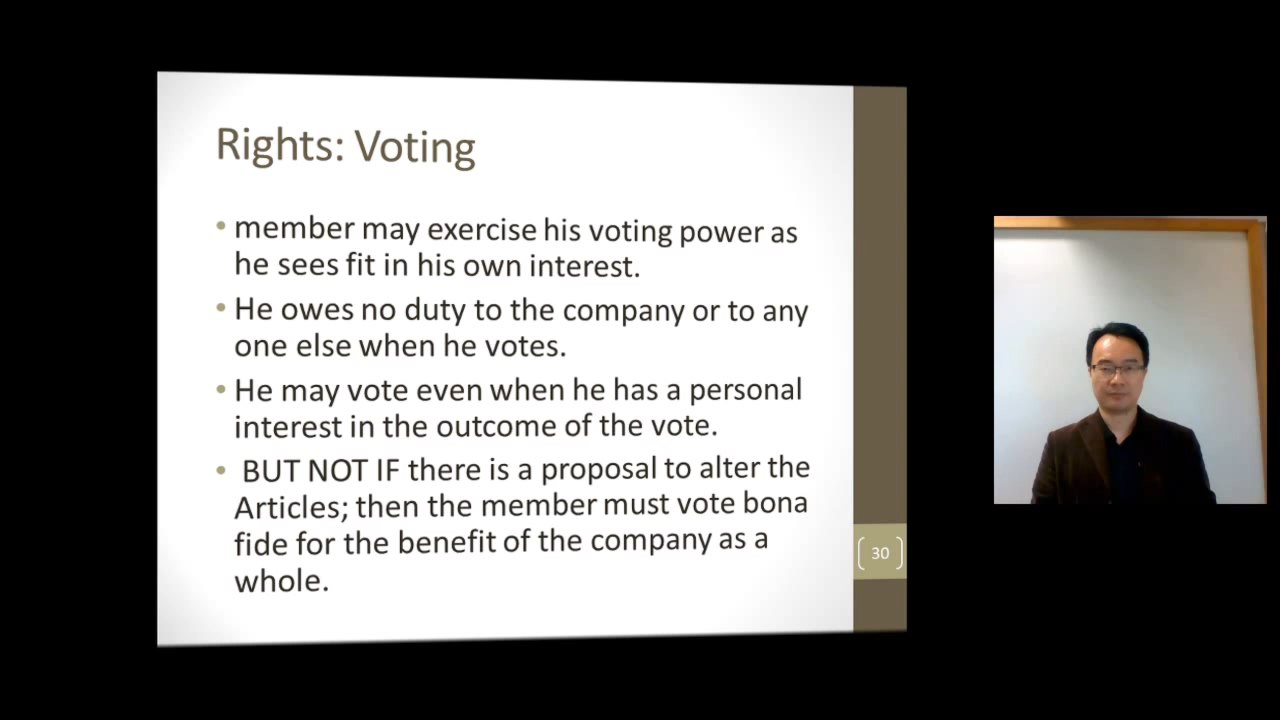 Rights: Voting
• member may exercise his voting power as
he sees fit in his own interest.
• He owes no duty to the company or to any
one else when he votes.
• He may vote even when he has a personal
interest in the outcome of the vote.
• BUT NOT IF there is a proposal to alter the
Articles; then the member must vote bona
fide for the benefit of the company as a
whole.
30